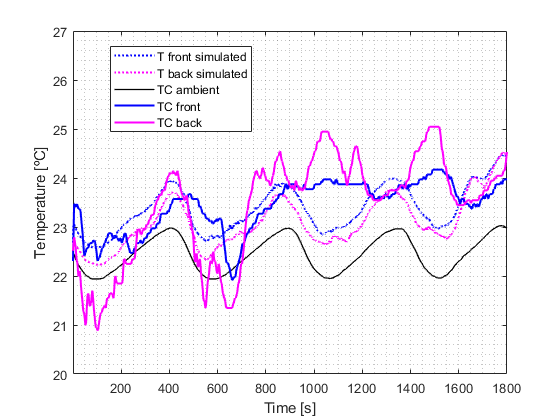 27
26
25
24
23
22
21
20
Temperature [ºC]
T front simulated
T back simulated
TC ambient
TC front
TC back
200 400 600 800 1000 1200 1400 1600 1800
Time [s]